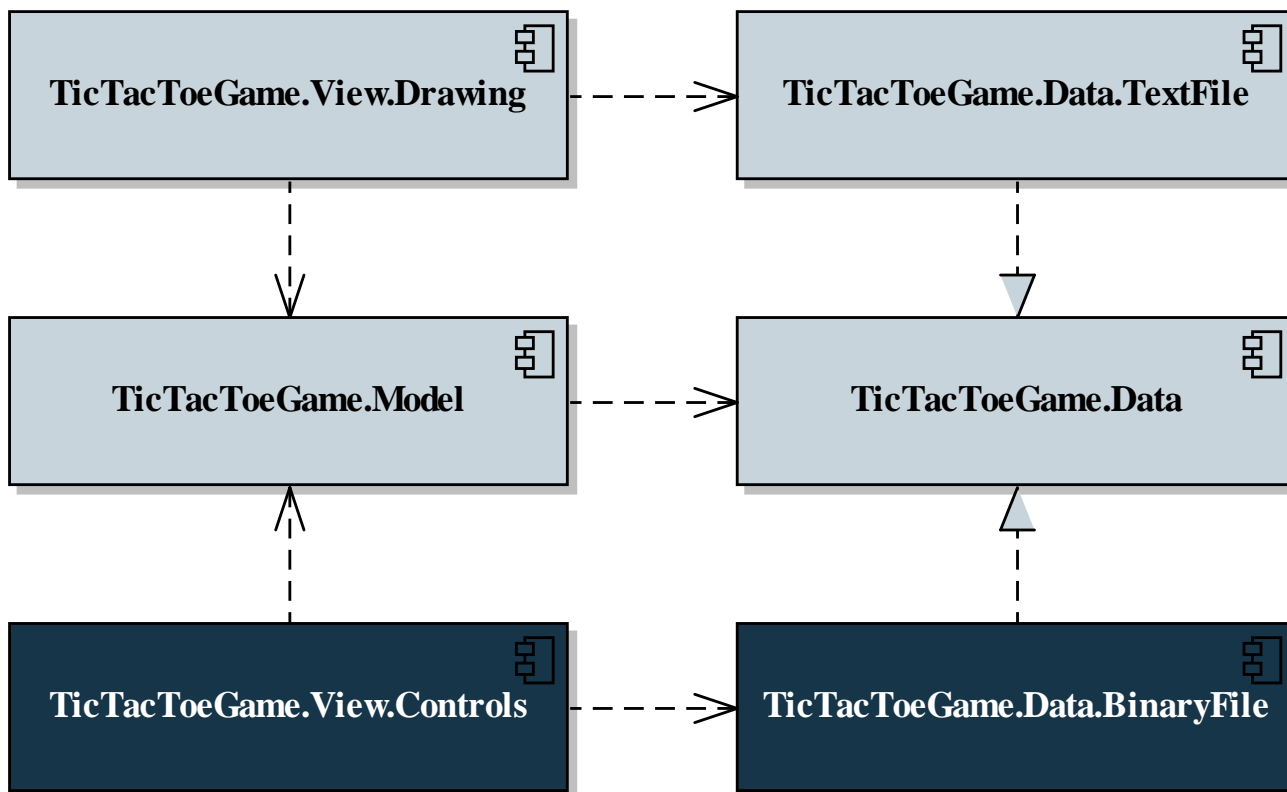 TicTacToeGame.View.Drawing
TicTacToeGame.Data.TextFile
TicTacToeGame.Model
TicTacToeGame.Data
TicTacToeGame.View.Controls
TicTacToeGame.Data.BinaryFile